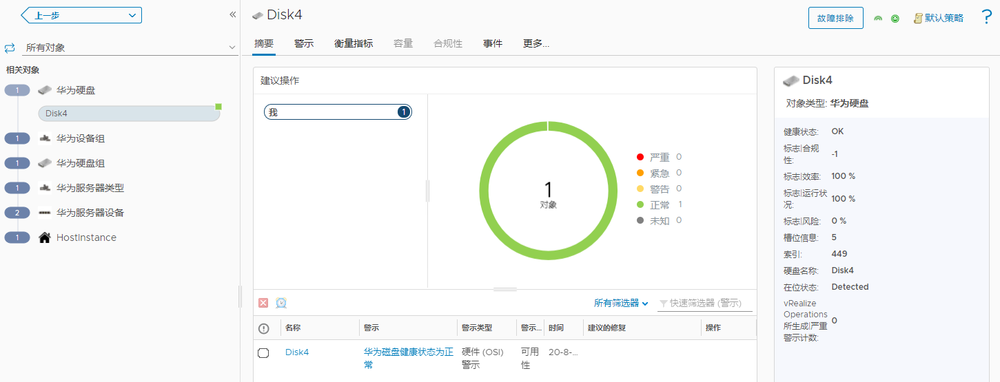 上一步
«
所有对象
相关对象
1 华为硬盘
Disk4
1 华为设备组
1 华为硬盘组
1 华为服务器类型
2 华为服务器设备
1 HostInstance
Disk4
故障排除
默认策略
?
摘要 警示 衡量指标 容量 合规性 事件 更多...
建议操作
我 1
1
对象
严重 0
紧急 0
警告 0
正常 1
未知 0
所有筛选器 快速筛选器 (警示)
名称 警示 警示类型 警示... 时间 建议的修复 操作
Disk4 华为磁盘健康状态为正 硬件 (OSI) 可用 20-8-...
常 警示 性
Disk4
对象类型: 华为硬盘
健康状态: OK
标志|合规
性: -1
标志|效率: 100 %
标志|运行状
况: 100 %
标志|风险: 0 %
槽位信息: 5
索引: 449
硬盘名称: Disk4
在位状态: Detected
vRealize
Operations
所生成|严重 0
警示计数: